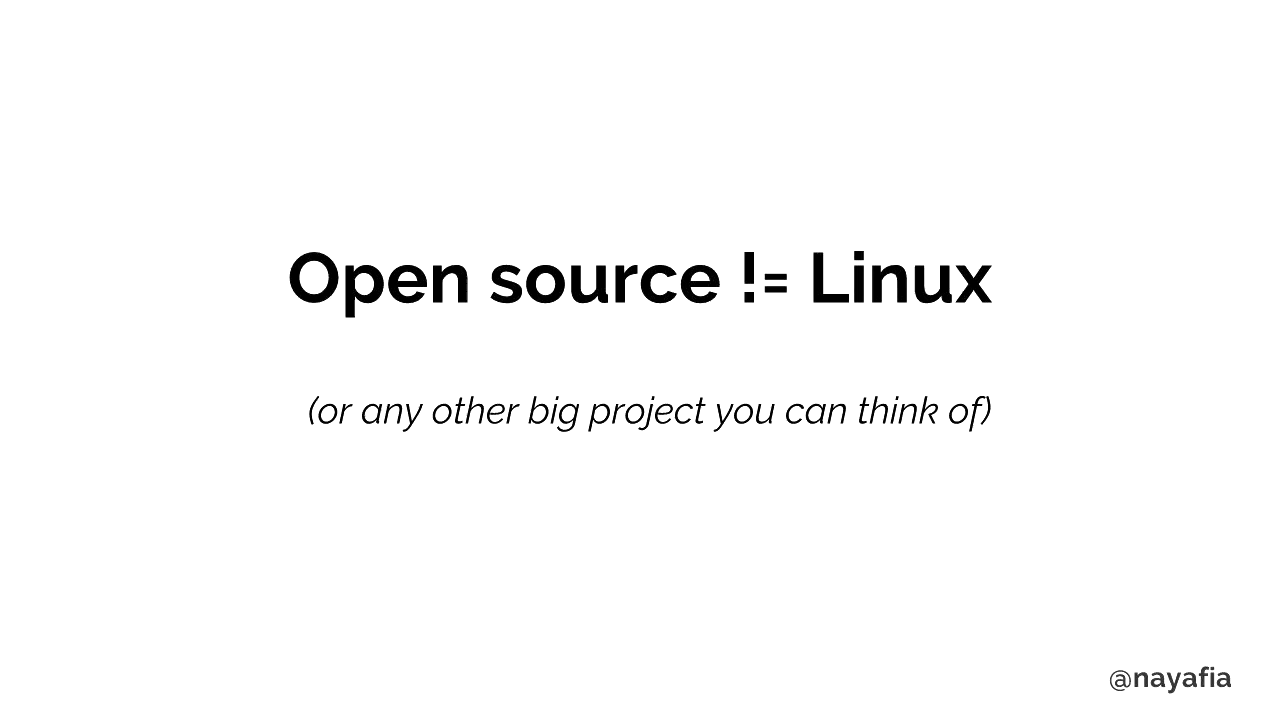 Open source != Linux
(or any other big project you can think of)
@nayafia